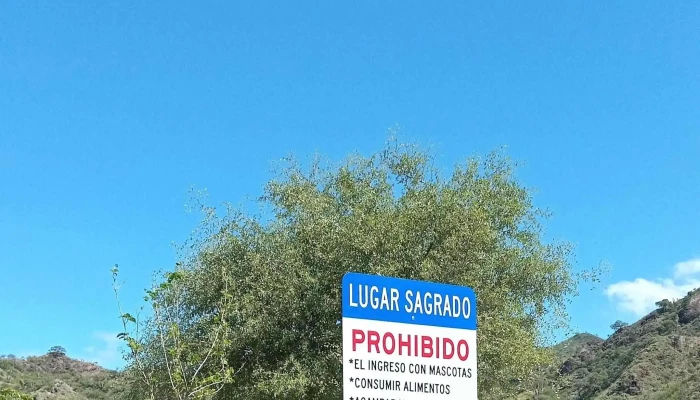 LUGAR SAGRADO
PROHIBIDO
*EL INGRESO CON MASCOTAS
*CONSUMIR ALIMENTOS